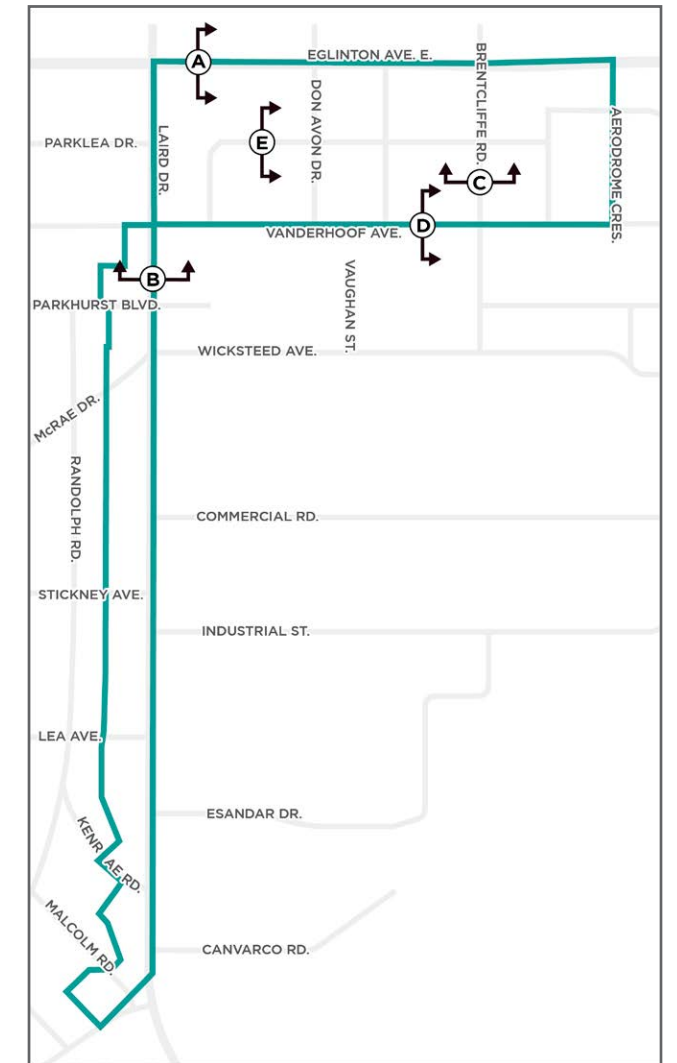 A
EGLINTON AVE. E.
BRENTCLIFFE RD.
DON AVON DR.
AERODROME CRES.
E
PARKLEA DR.
LAIRD DR.
C
D
VANDERHOOF AVE.
B
VAUGHAN ST.
PARKHURST BLVD.
WICKSTEED AVE.
McRAE DR.
RANDOLPH RD.
COMMERCIAL RD.
STICKNEY AVE.
INDUSTRIAL ST.
LEA AVE.
ESANDAR DR.
KENRAE RD.
MALCOLM RD.
CANVARCO RD.